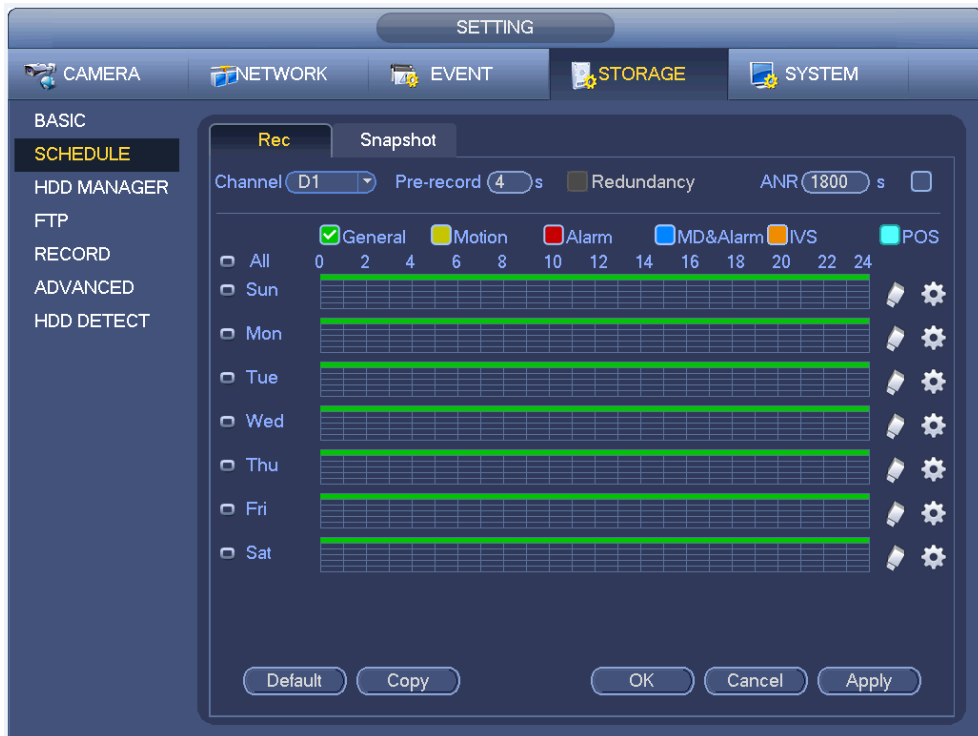 SETTING
CAMERA NETWORK EVENT STORAGE SYSTEM
BASIC
SCHEDULE
HDD MANAGER
FTP
RECORD
ADVANCED
HDD DETECT
Rec Snapshot
Channel D1 Pre-record 4 s Redundancy ANR 1800 s
General Motion Alarm MD&Alarm IVS POS
All 0 2 4 6 8 10 12 14 16 18 20 22 24
Sun
Mon
Tue
Wed
Thu
Fri
Sat
Default Copy OK Cancel Apply